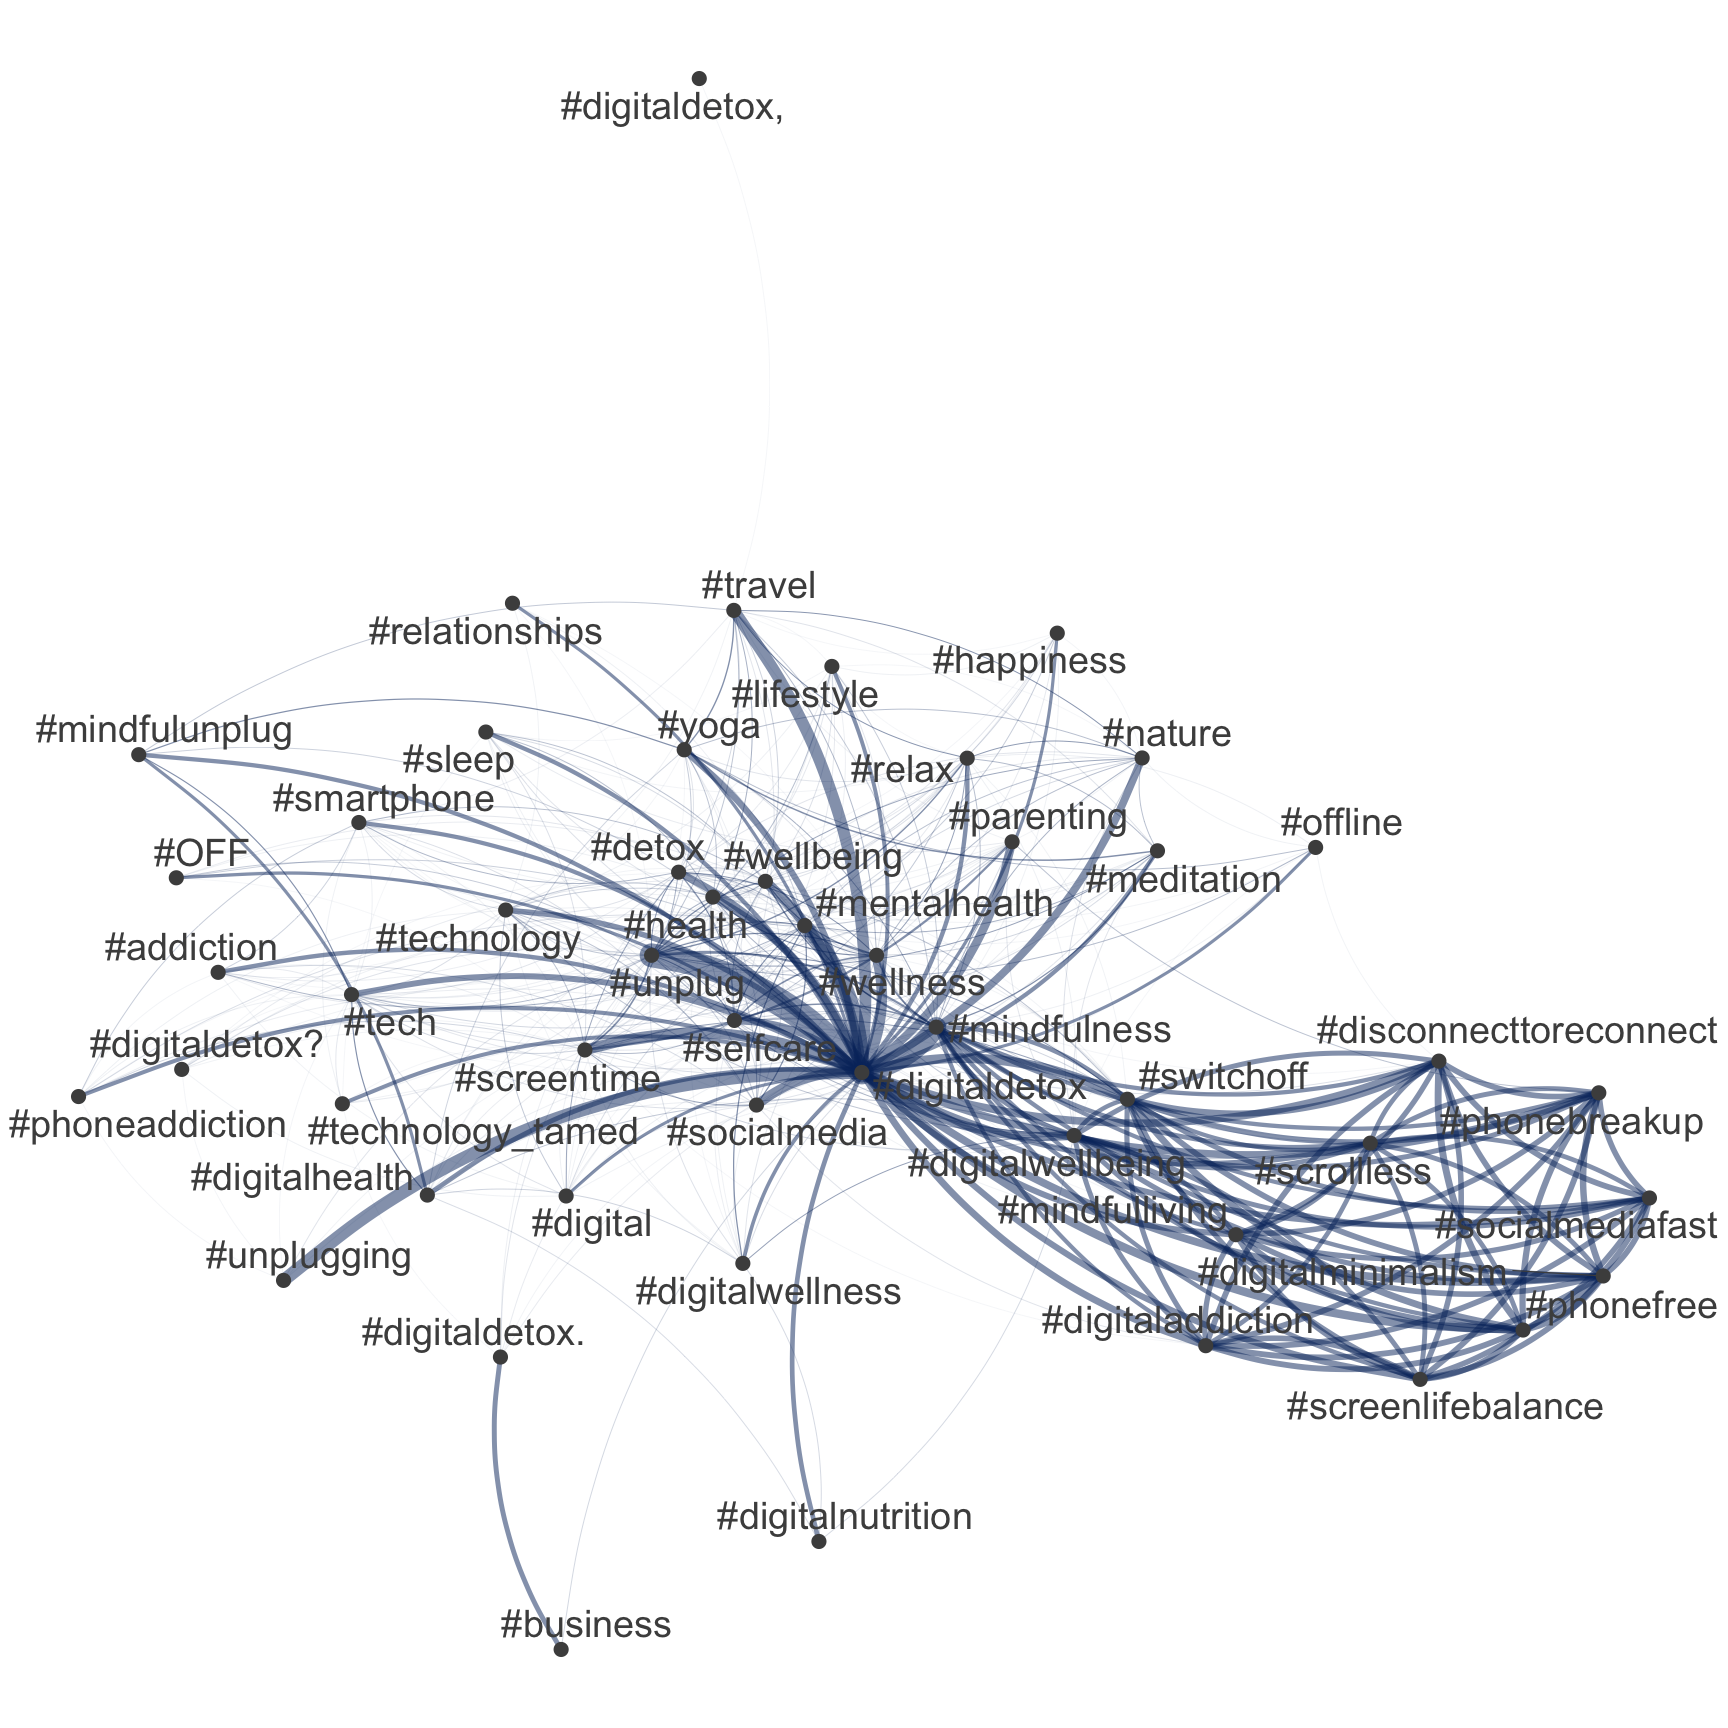 #digitaldetox,
#travel
#relationships
#happiness
#lifestyle
#mindfulunplug
#yoga
#nature
#sleep
#relax
#smartphone
#parenting
#offline
#OFF
#detox
#wellbeing
#meditation
#mentalhealth
#health
#technology
#addiction
#unplug
#wellness
#tech
#mindfulness
#disconnecttoreconnect
#digitaldetox?
#selfcare
#screentime
#digitaldetox
#switchoff
#phoneaddiction
#technology_tamed
#socialmedia
#phonebreakup
#digitalwellbeing
#scrollless
#digitalhealth
#mindfulliving
#digital
#socialmediafast
#unplugging
#digitalwellness
#digitalminimalism
#phonefree
#digitaladdiction
#digitaldetox.
#screenlifebalance
#digitalnutrition
#business